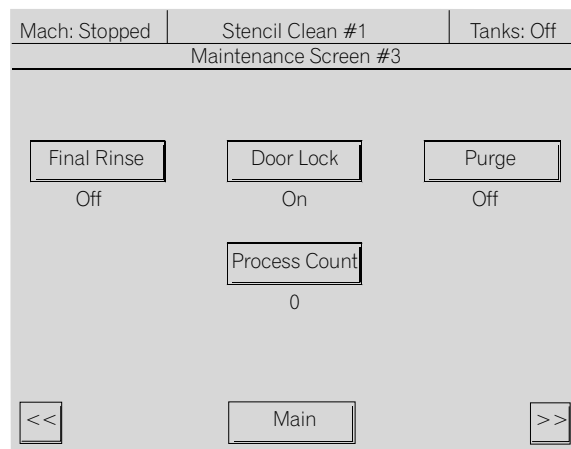 Mach: Stopped Stencil Clean #1 Tanks: Off
Maintenance Screen #3
Final Rinse Door Lock Purge
Off On Off
Process Count
0
<< Main >>